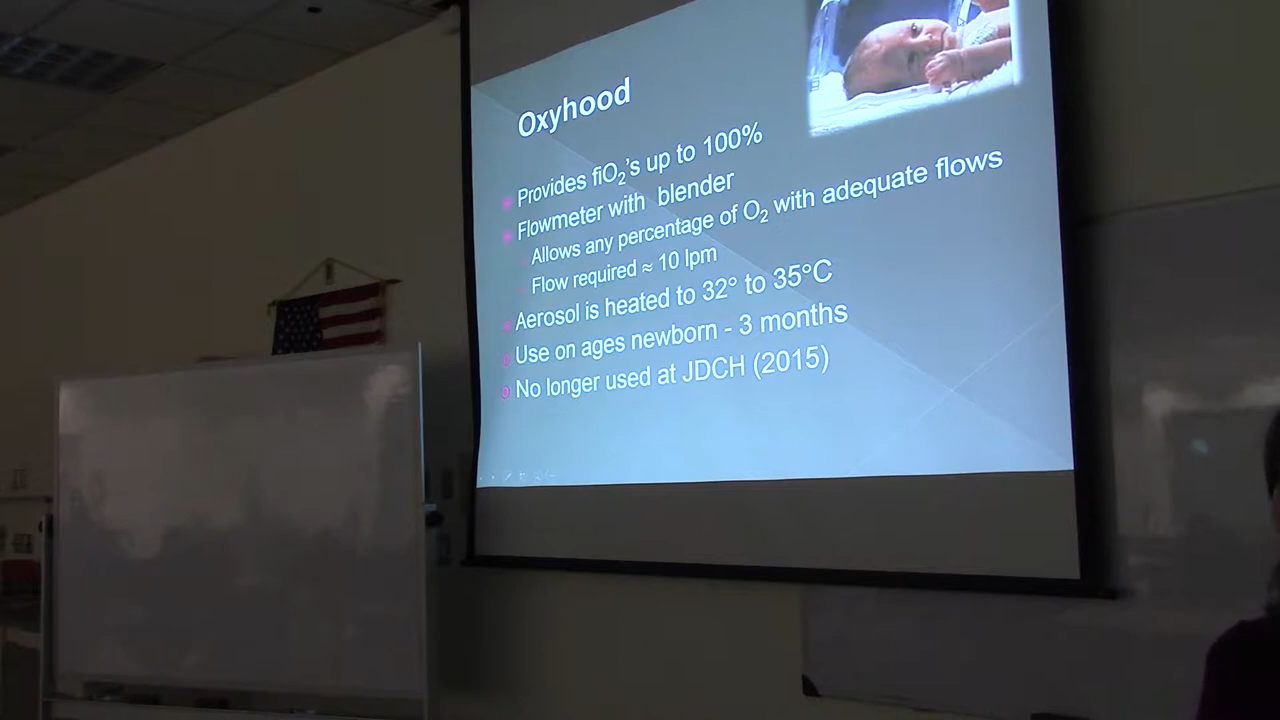 Oxyhood
Provides fiO₂'s up to 100%
Flowmeter with blender
Allows any percentage of O₂ with adequate flows
Flow required ≈ 10 lpm
Aerosol is heated to 32° to 35°C
Use on ages newborn - 3 months
No longer used at JDCH (2015)